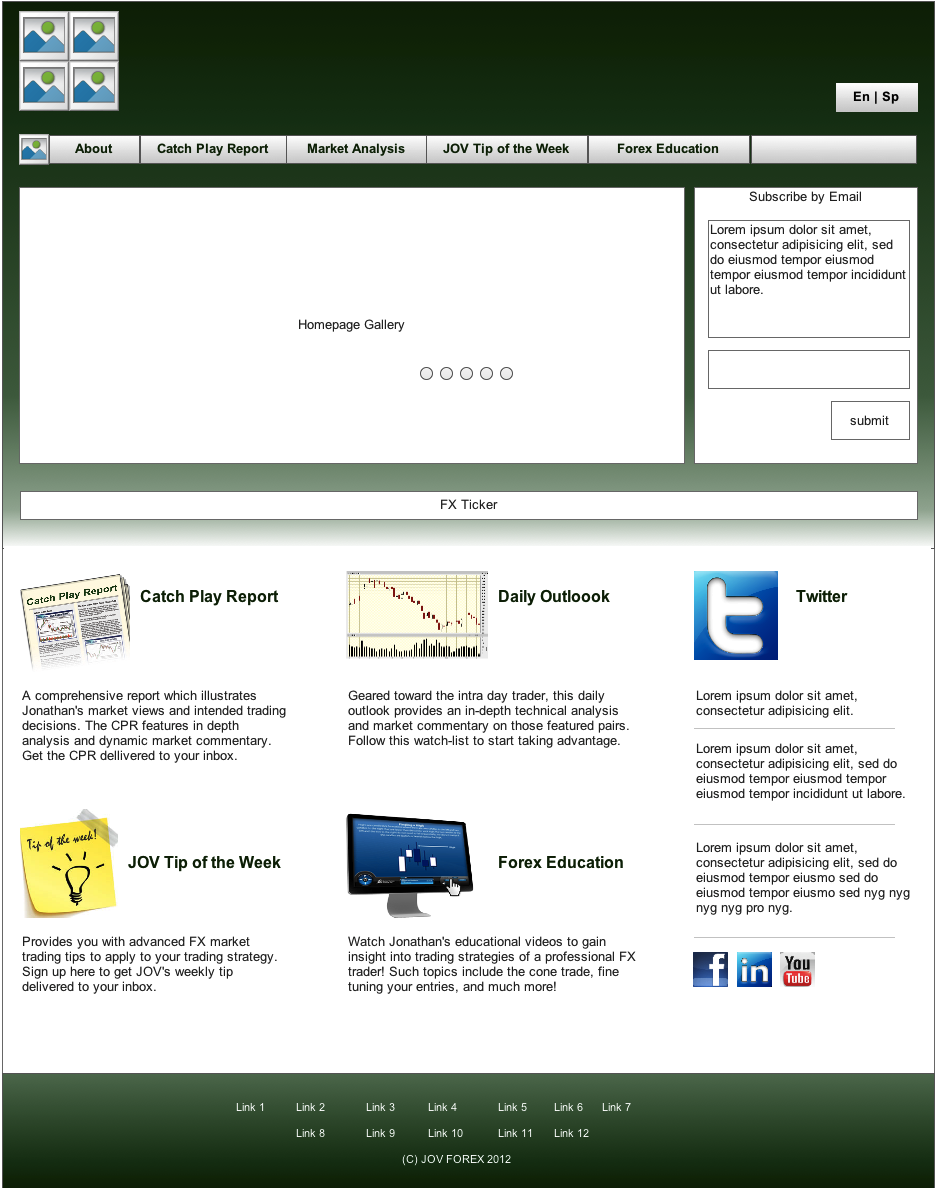 En | Sp
About
Catch Play Report
Market Analysis
JOV Tip of the Week
Forex Education
Homepage Gallery
Subscribe by Email
Lorem ipsum dolor sit amet,
consectetur adipisicing elit, sed
do eiusmod tempor eiusmod
tempor eiusmod tempor incididunt
ut labore.
submit
FX Ticker
Catch Play Report
Catch Play Report
A comprehensive report which illustrates
Jonathan's market views and intended trading
decisions. The CPR features in depth
analysis and dynamic market commentary.
Get the CPR dellivered to your inbox.
Daily Outloook
Geared toward the intra day trader, this daily
outlook provides an in-depth technical analysis
and market commentary on those featured pairs.
Follow this watch-list to start taking advantage.
t
Twitter
Lorem ipsum dolor sit amet,
consectetur adipisicing elit.
Lorem ipsum dolor sit amet,
consectetur adipisicing elit, sed do
eiusmod tempor eiusmod tempor
eiusmod tempor incididunt ut labore.
Lorem ipsum dolor sit amet,
consectetur adipisicing elit, sed do
eiusmod tempor eiusmo sed do
eiusmod tempor eiusmo sed nyg nyg
nyg nyg pro nyg.
f
in
You
Tube
Tip of the week!
JOV Tip of the Week
Provides you with advanced FX market
trading tips to apply to your trading strategy.
Sign up here to get JOV's weekly tip
delivered to your inbox.
Forex Education
Watch Jonathan's educational videos to gain
insight into trading strategies of a professional FX
trader! Such topics include the cone trade, fine
tuning your entries, and much more!
Link 1
Link 2
Link 3
Link 4
Link 5
Link 6
Link 7
Link 8
Link 9
Link 10
Link 11
Link 12
(C) JOV FOREX 2012